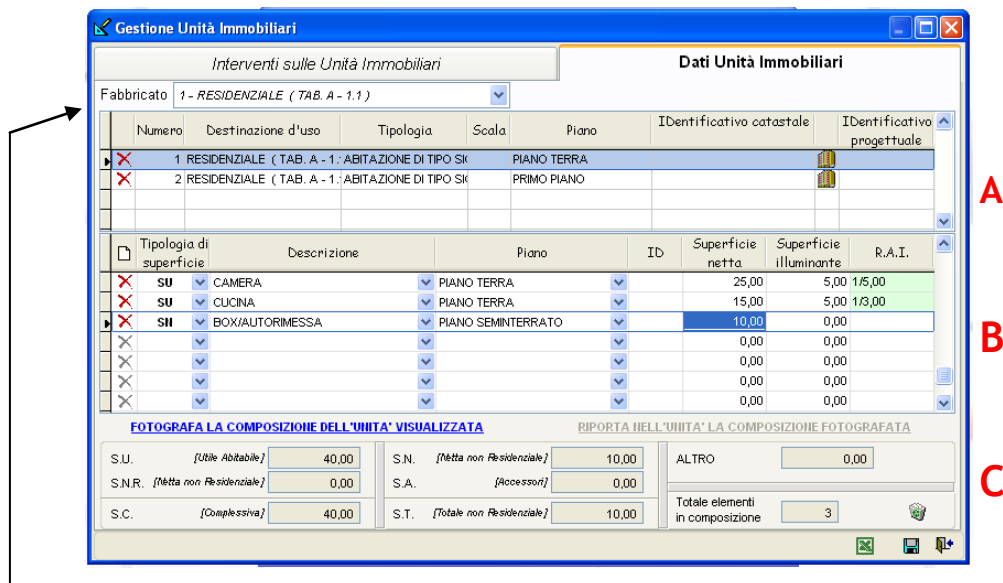 Gestione Unità Immobiliari
Interventi sulle Unità Immobiliari
Dati Unità Immobiliari
Fabbricato 1 - RESIDENZIALE ( TAB. A - 1.1 )
Numero Destinazione d'uso Tipologia Scala Piano IDentificativo catastale IDentificativo progettuale
1 RESIDENZIALE ( TAB. A - 1. ABITAZIONE DI TIPO SI PIANO TERRA
2 RESIDENZIALE ( TAB. A - 1. ABITAZIONE DI TIPO SI PRIMO PIANO
A
Tipologia di superficie Descrizione Piano ID Superficie netta Superficie illuminante R.A.I.
SU CAMERA PIANO TERRA 25,00 5,00 1/5,00
SU CUCINA PIANO TERRA 15,00 5,00 1/3,00
SN BOX/AUTORIMESSA PIANO SEMINTERRATO 10,00 0,00
B
0,00 0,00
0,00 0,00
0,00 0,00
0,00 0,00
FOTOGRAFA LA COMPOSIZIONE DELL'UNITA' VISUALIZZATA
RIPORTA NELL'UNITA' LA COMPOSIZIONE FOTOGRAFATA
S.U. [Utile Abitabile] 40,00 S.N. [Netta non Residenziale] 10,00 ALTRO 0,00
S.N.R. [Netta non Residenziale] 0,00 S.A. [Accessori] 0,00
C
S.C. [Complessiva] 40,00 S.T. [Totale non Residenziale] 10,00 Totale elementi in composizione 3